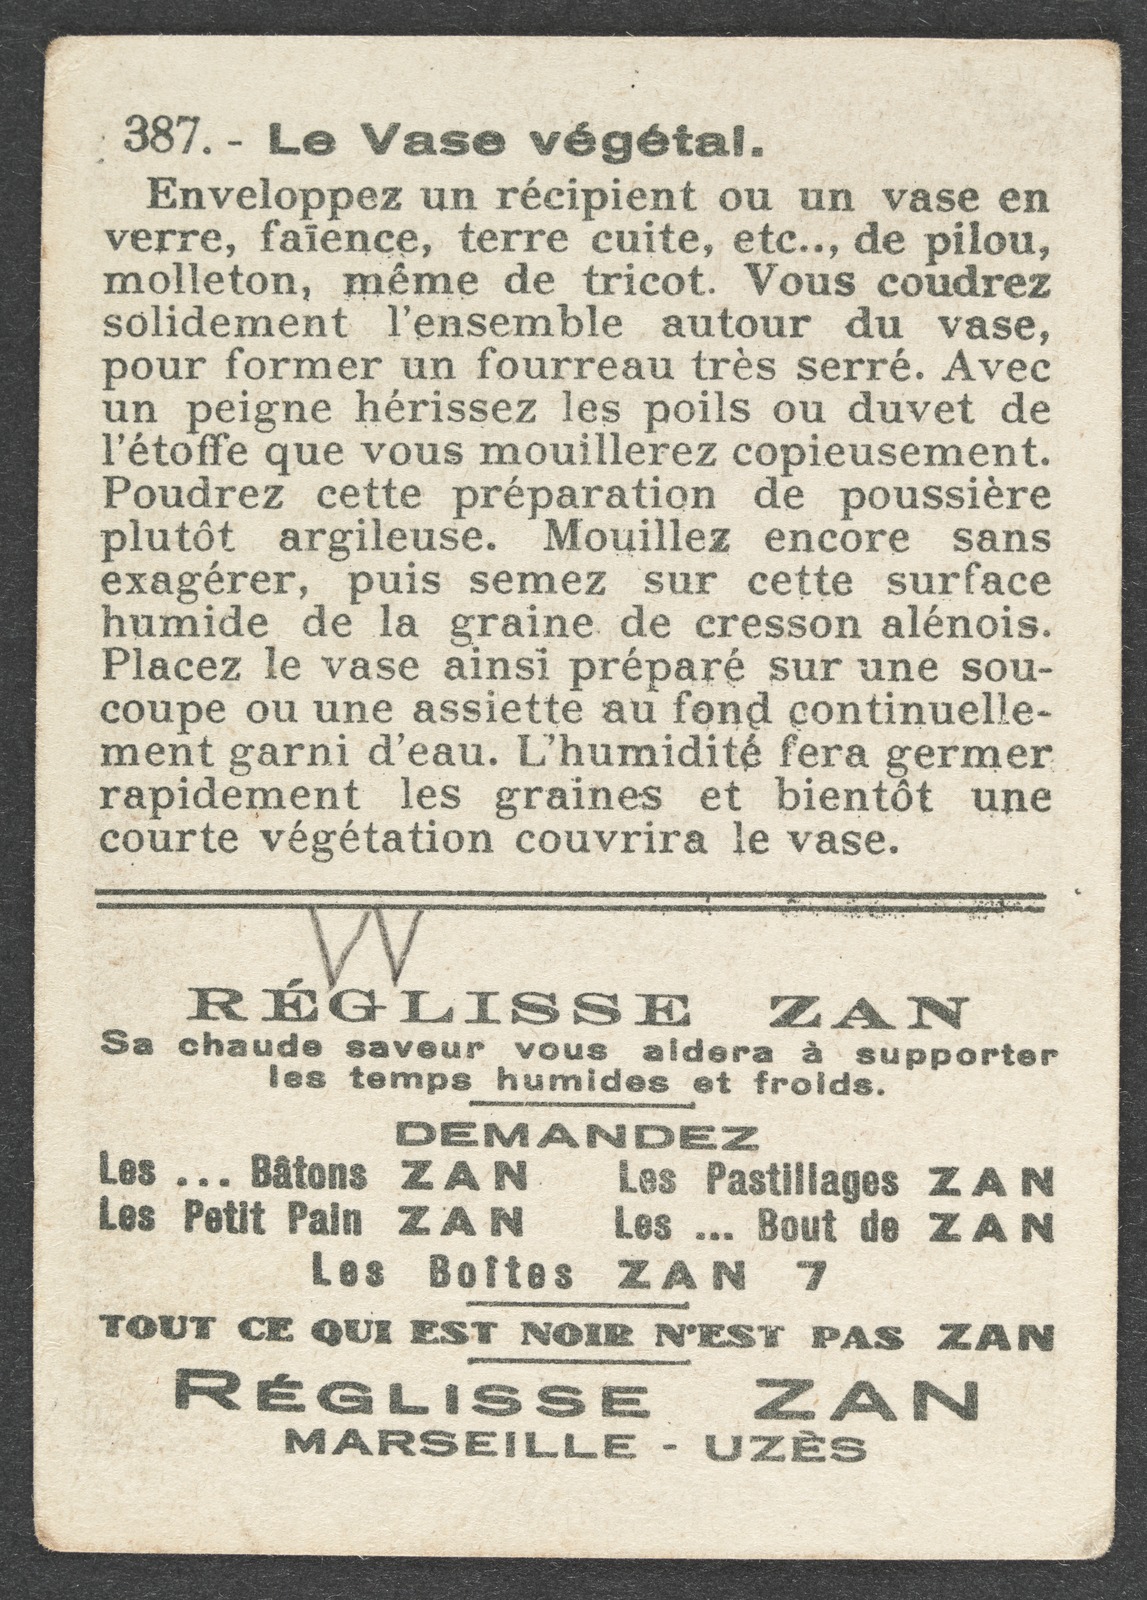 387. - Le Vase végétal.
Enveloppez un récipient ou un vase en
verre, faïence, terre cuite, etc.., de pilou,
molleton, même de tricot. Vous coudrez
solidement l'ensemble autour du vase,
pour former un fourreau très serré. Avec
un peigne hérissez les poils ou duvet de
l'étoffe que vous mouillerez copieusement.
Poudrez cette préparation de poussière
plutôt argileuse. Mouillez encore sans
exagérer, puis semez sur cette surface
humide de la graine de cresson alénois.
Placez le vase ainsi préparé sur une sou-
coupe ou une assiette au fond continuelle-
ment garni d'eau. L'humidité fera germer
rapidement les graines et bientôt une
courte végétation couvrira le vase.
W
RÉGLISSE ZAN
Sa chaude saveur vous aidera à supporter
les temps humides et froids.
DEMANDEZ
Les ... Bâtons ZAN Les Pastillages ZAN
Les Petit Pain ZAN Les ... Bout de ZAN
Les Boîtes ZAN 7
TOUT CE QUI EST NOIR N'EST PAS ZAN
RÉGLISSE ZAN
MARSEILLE - UZÈS